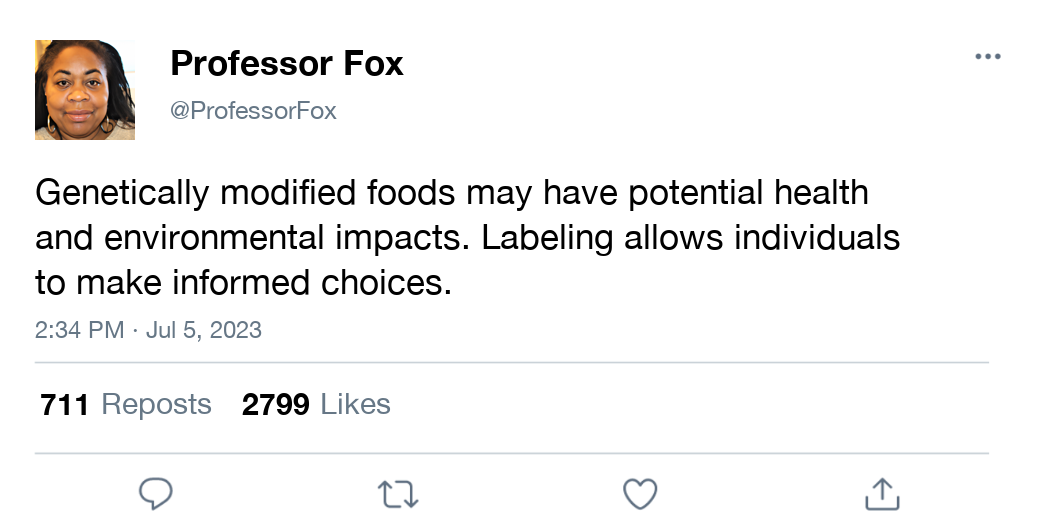 Professor Fox
@ProfessorFox
Genetically modified foods may have potential health
and environmental impacts. Labeling allows individuals
to make informed choices.
2:34 PM · Jul 5, 2023
711 Reposts 2799 Likes